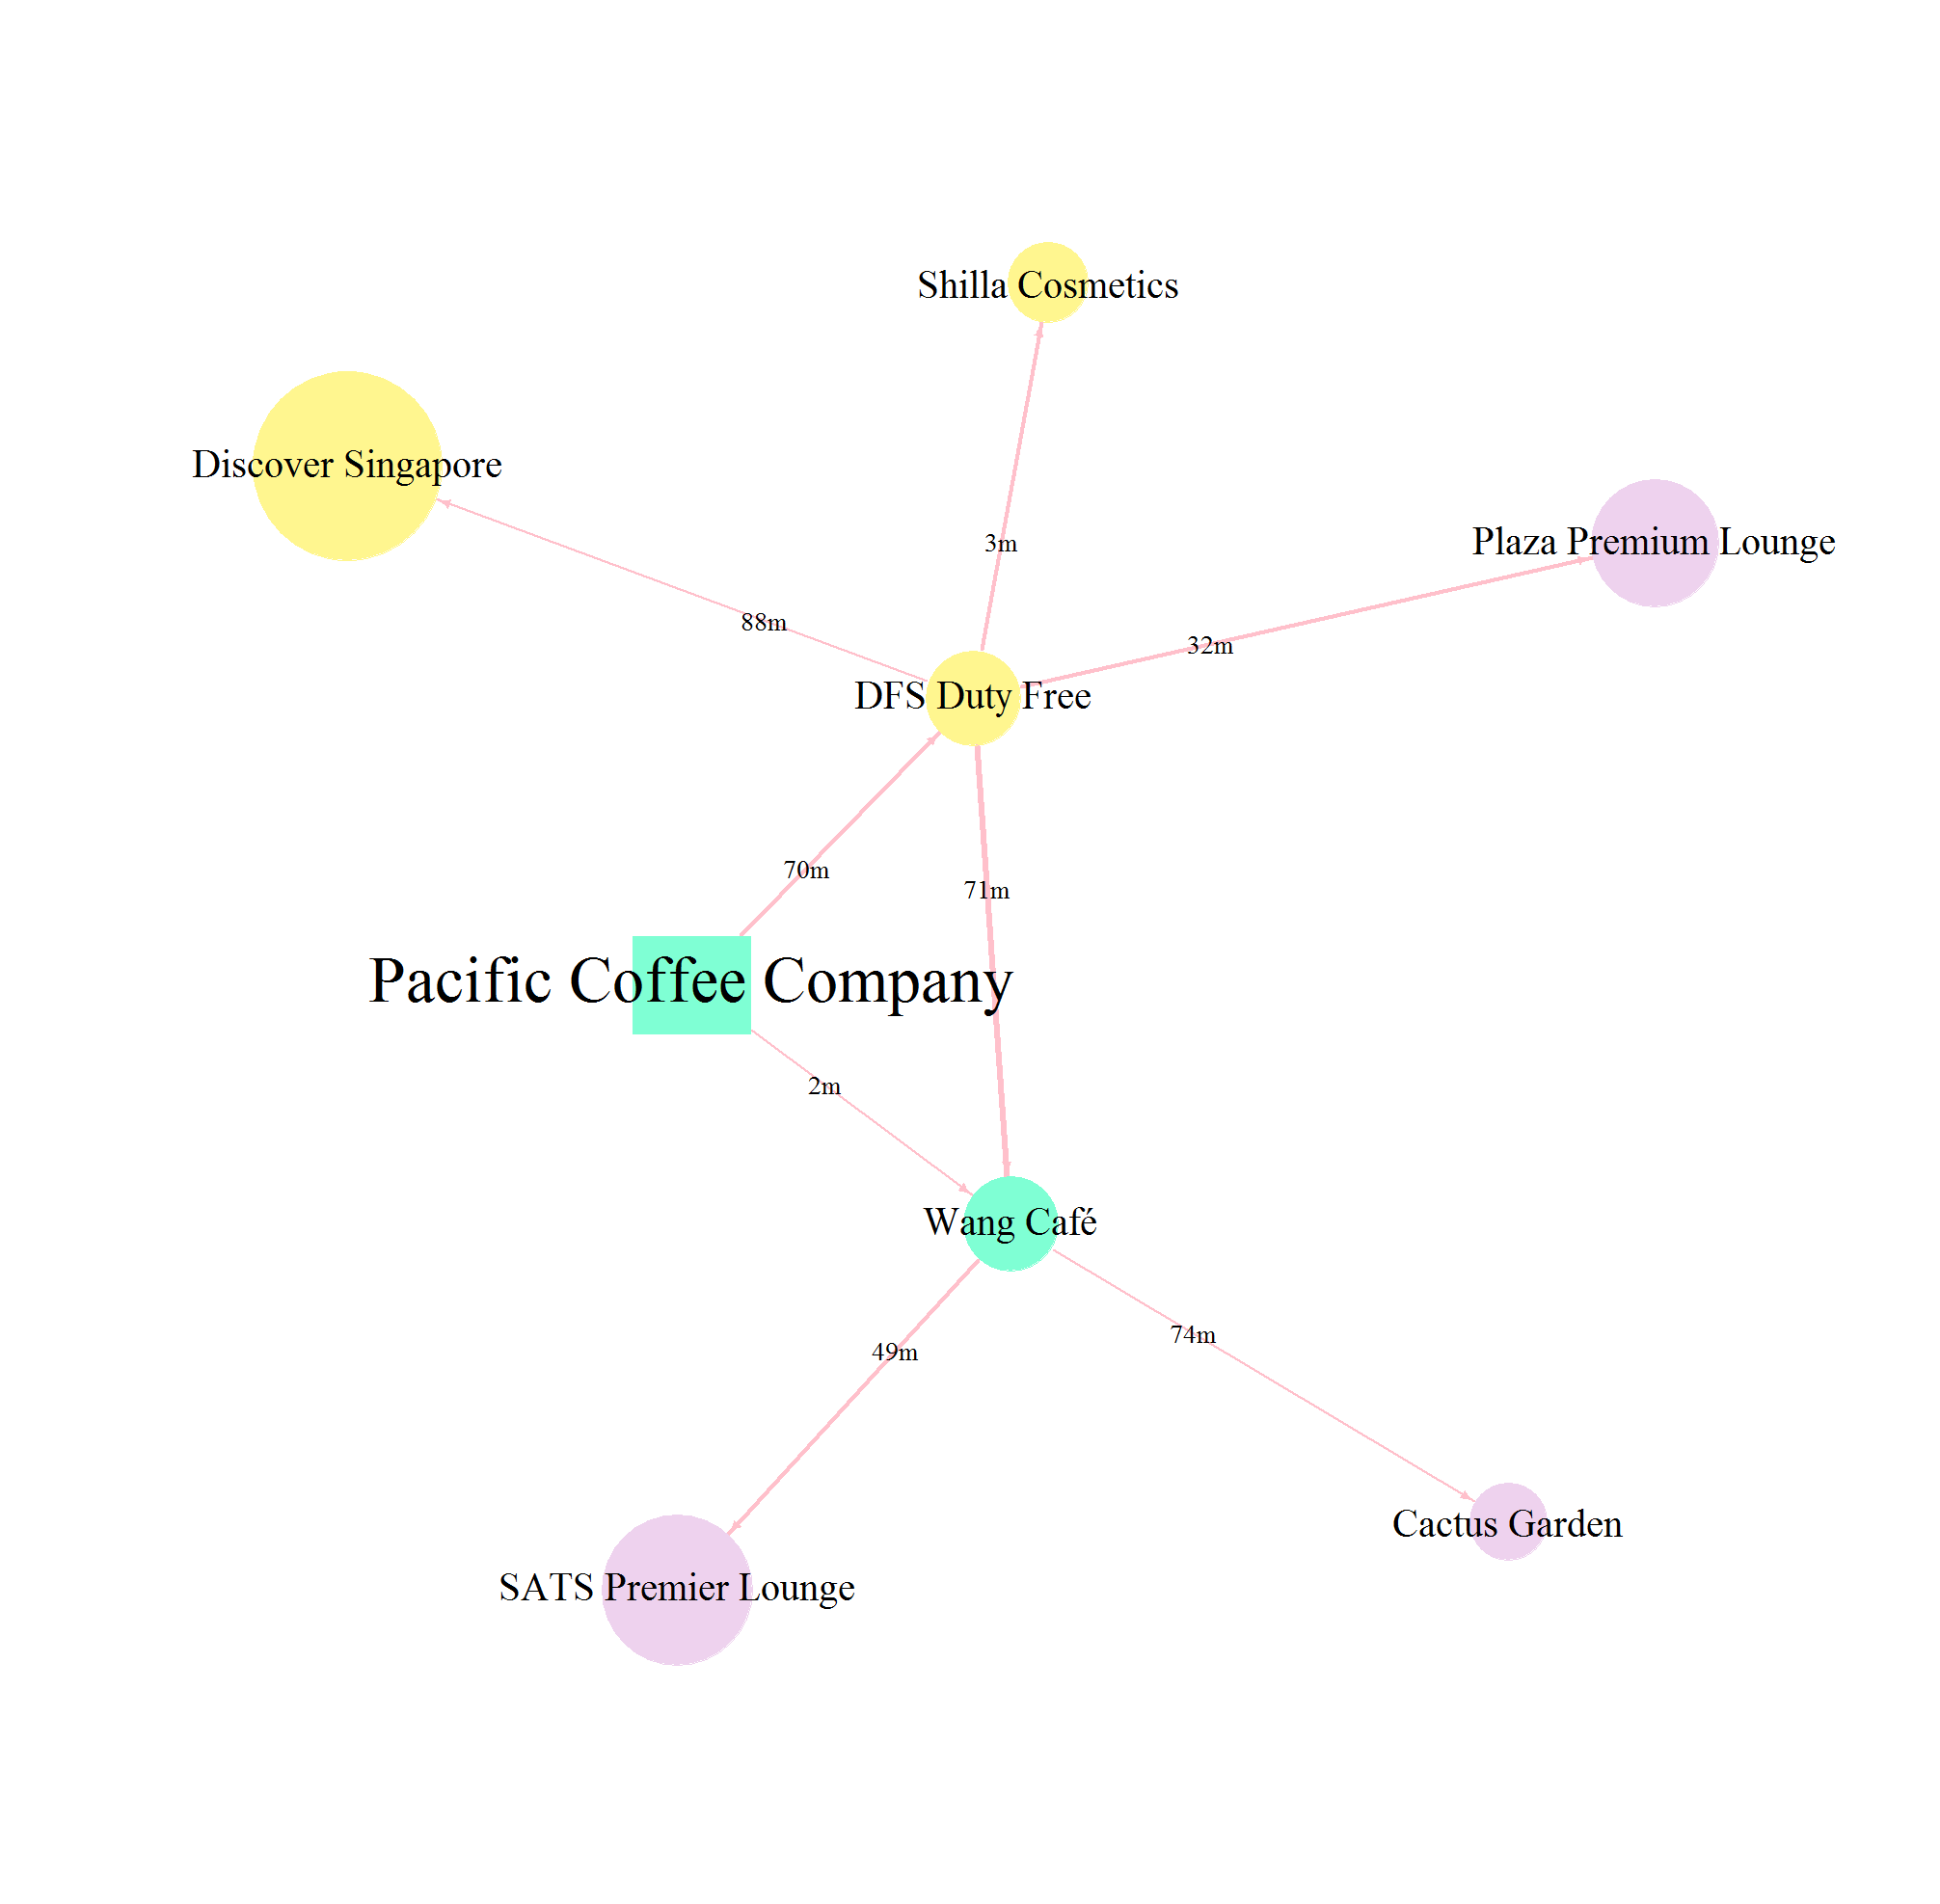 Shilla Cosmetics
Discover Singapore
Plaza Premium Lounge
3m
88m
32m
DFS Duty Free
70m
71m
Pacific Coffee Company
2m
Wang Café
49m
74m
Cactus Garden
SATS Premier Lounge